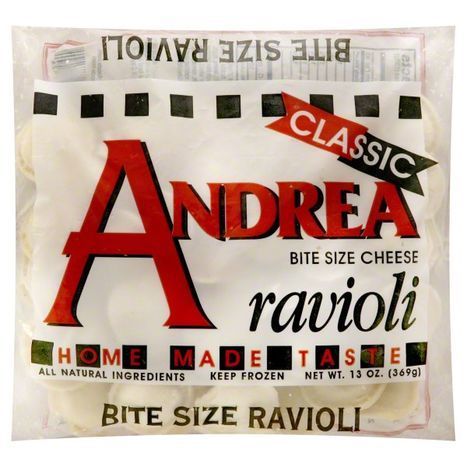 BITE SIZE RAVIOLI
CLASSIC
ANDREA
BITE SIZE CHEESE
ravioli
HOME MADE TASTE
ALL NATURAL INGREDIENTS KEEP FROZEN NET WT. 13 OZ. (369g)
BITE SIZE RAVIOLI